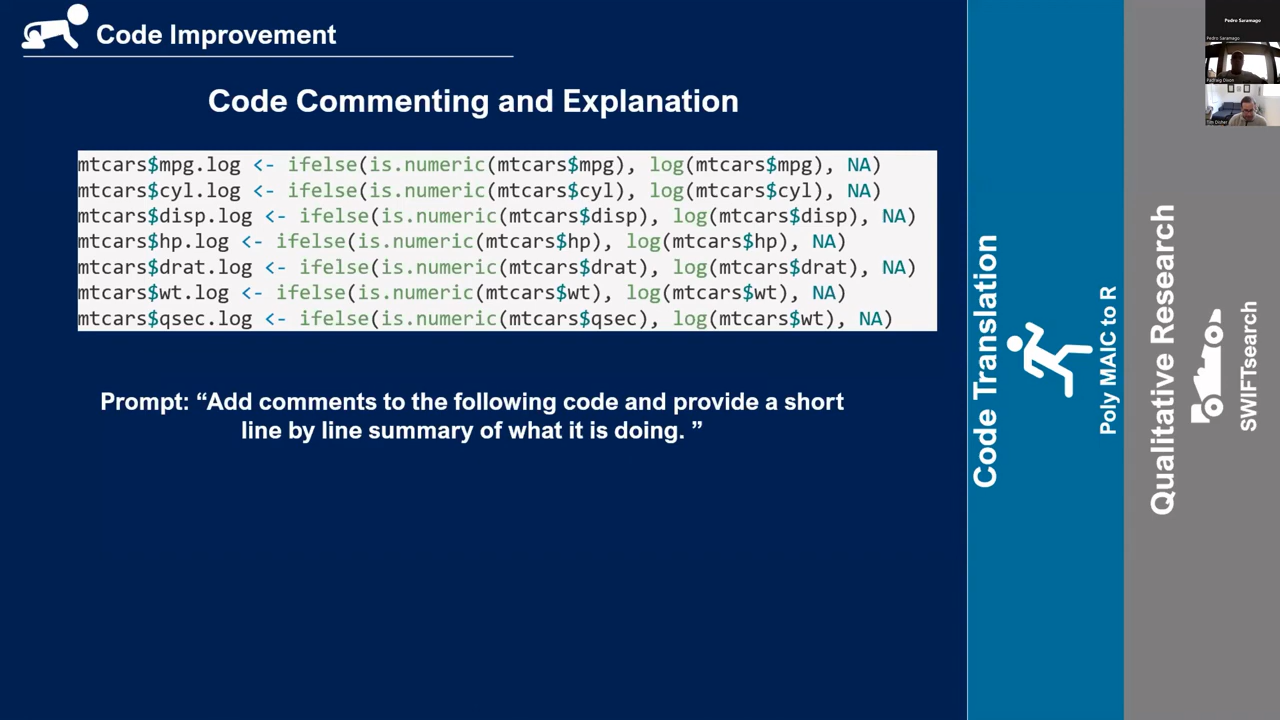 Code Improvement
Code Commenting and Explanation
mtcars$mpg.log <- ifelse(is.numeric(mtcars$mpg), log(mtcars$mpg), NA)
mtcars$cyl.log <- ifelse(is.numeric(mtcars$cyl), log(mtcars$cyl), NA)
mtcars$disp.log <- ifelse(is.numeric(mtcars$disp), log(mtcars$disp), NA)
mtcars$hp.log <- ifelse(is.numeric(mtcars$hp), log(mtcars$hp), NA)
mtcars$drat.log <- ifelse(is.numeric(mtcars$drat), log(mtcars$drat), NA)
mtcars$wt.log <- ifelse(is.numeric(mtcars$wt), log(mtcars$wt), NA)
mtcars$qsec.log <- ifelse(is.numeric(mtcars$qsec), log(mtcars$wt), NA)
Prompt: “Add comments to the following code and provide a short
line by line summary of what it is doing. ”
Code Translation
Poly MAIC to R
Qualitative Research
SWIFTsearch
Pedro Saramago
Pedro Saramago
Padraig Dixon
Tim Disher